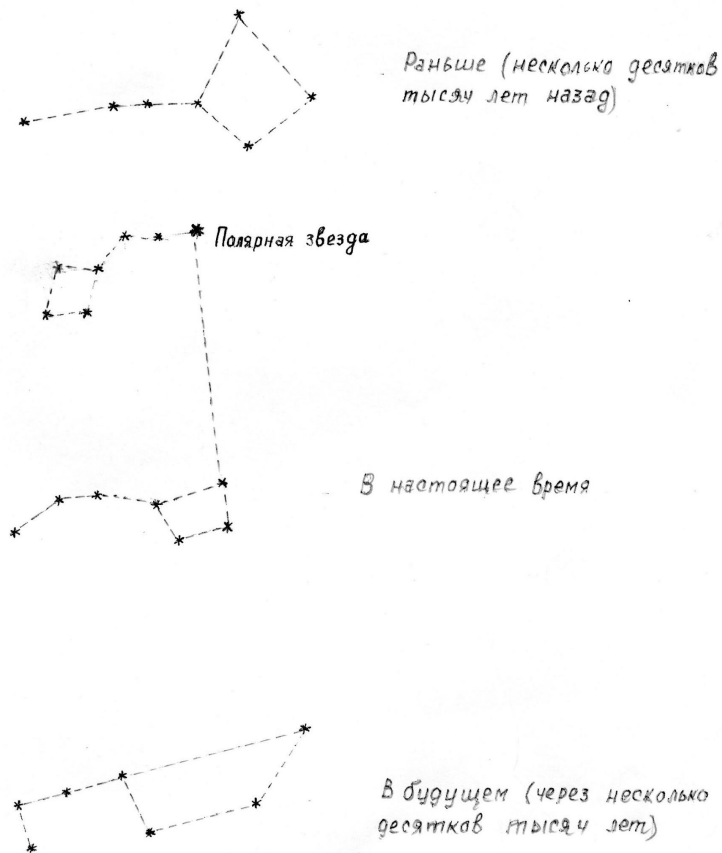 Раньше (несколько десятков
тысяч лет назад)
Полярная звезда
В настоящее время
В будущем (через несколько
десятков тысяч лет)